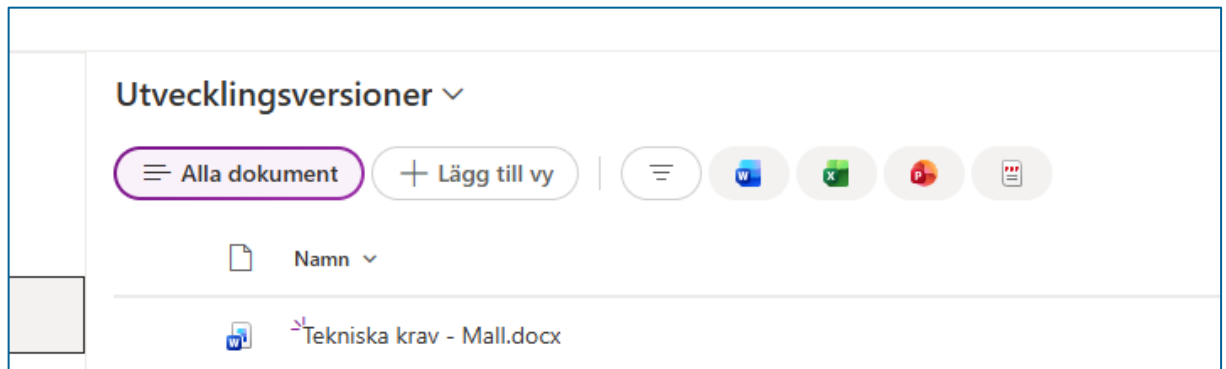 Utvecklingsversioner
Alla dokument
Lägg till vy
Namn
Tekniska krav - Mall.docx